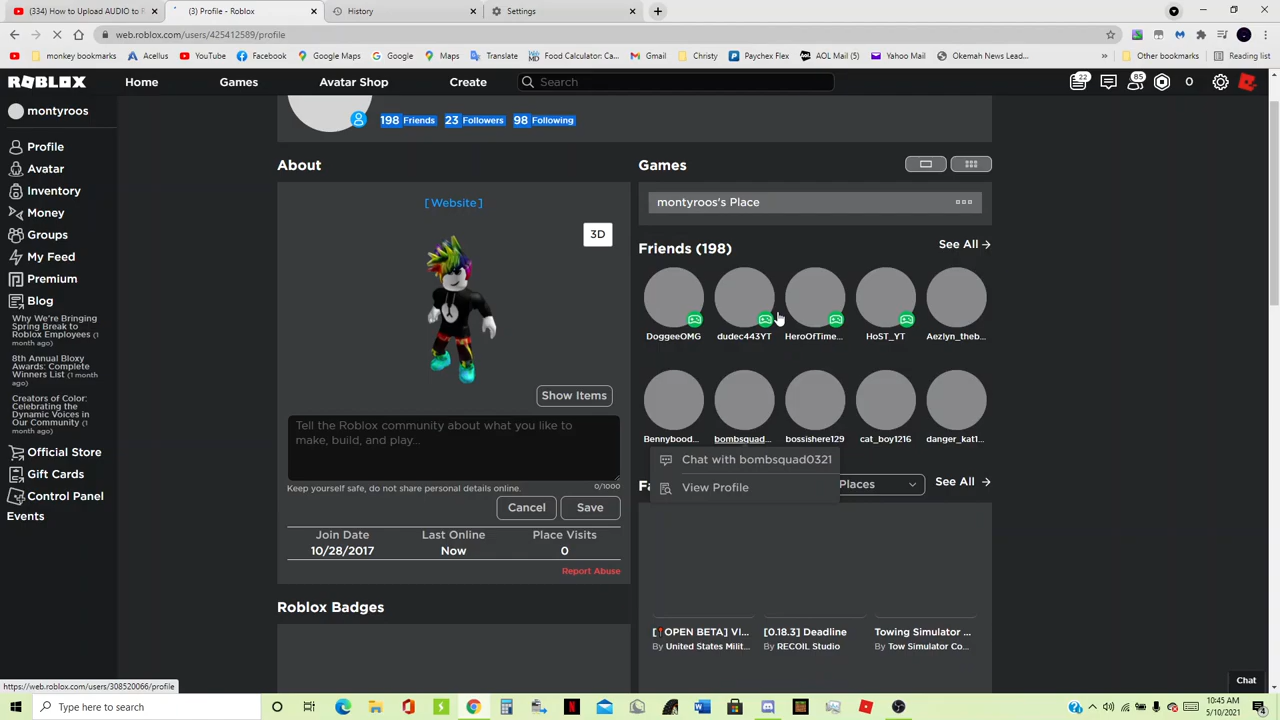 (334) How to Upload AUDIO to R
(3) Profile - Roblox
History
Settings
web.roblox.com/users/425412589/profile
Apps
monkey bookmarks
Acellus
YouTube
Facebook
Google Maps
Maps
Translate
Food Calculator: Ca...
Gmail
Christy
Paychex Flex
AOL Mail (5)
Yahoo Mail
Okemah News Lead...
»
Other bookmarks
Reading list
ROBLOX
Home
Games
Avatar Shop
Create
Search
22
85
0
montyroos
Profile
Avatar
Inventory
Money
Groups
My Feed
Premium
Blog
Why We're Bringing
Spring Break to
Roblox Employees (1
month ago)
8th Annual Bloxy
Awards: Complete
Winners List (1 month
ago)
Creators of Color:
Celebrating the
Dynamic Voices in
Our Community (1
month ago)
Official Store
Gift Cards
Control Panel
Events
198 Friends 23 Followers 98 Following
About
[Website]
3D
Show Items
Tell the Roblox community about what you like to
make, build, and play...
Keep yourself safe, do not share personal details online.
0/1000
Cancel
Save
Join Date
Last Online
Place Visits
10/28/2017
Now
0
Report Abuse
Roblox Badges
Games
montyroos's Place
Friends (198)
See All
DoggeeOMG
dudec443YT
HeroOfTime...
HoST_YT
Aezlyn_theb...
Bennybood...
bombsquad...
bossishere129
cat_boy1216
danger_kat1...
Chat with bombsquad0321
View Profile
Fa
Places
See All
[OPEN BETA] VI...
By United States Milit...
[0.18.3] Deadline
By RECOIL Studio
Towing Simulator ...
By Tow Simulator Co...
Chat
https://web.roblox.com/users/308520066/profile
Type here to search
10:45 AM
5/10/2021